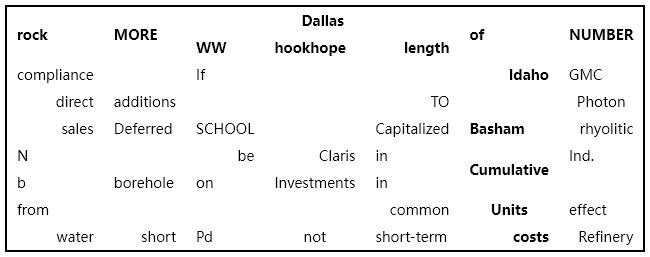 Dallas
rock MORE WW hookhope length of NUMBER
compliance If Idaho GMC
direct additions TO Photon
sales Deferred SCHOOL Capitalized Basham rhyolitic
N be Claris in Ind.
Cumulative
b borehole on Investments in
from common Units effect
water short Pd not short-term costs Refinery